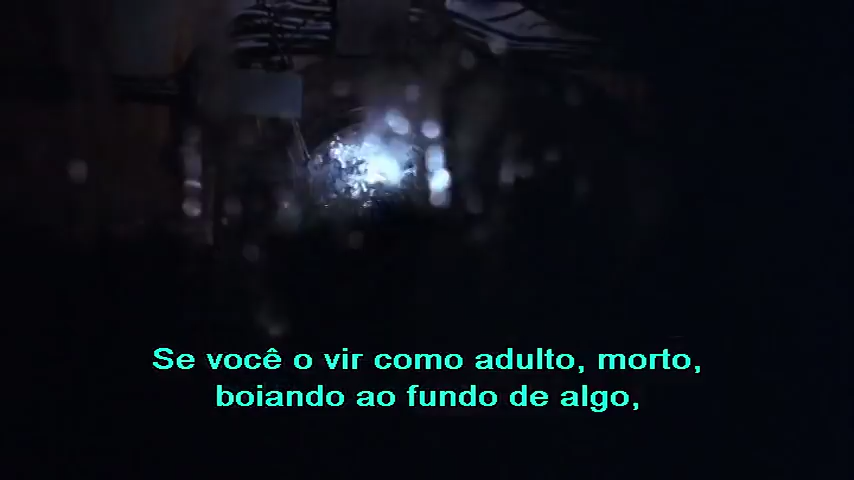 Se você o vir como adulto, morto,
boiando ao fundo de algo,